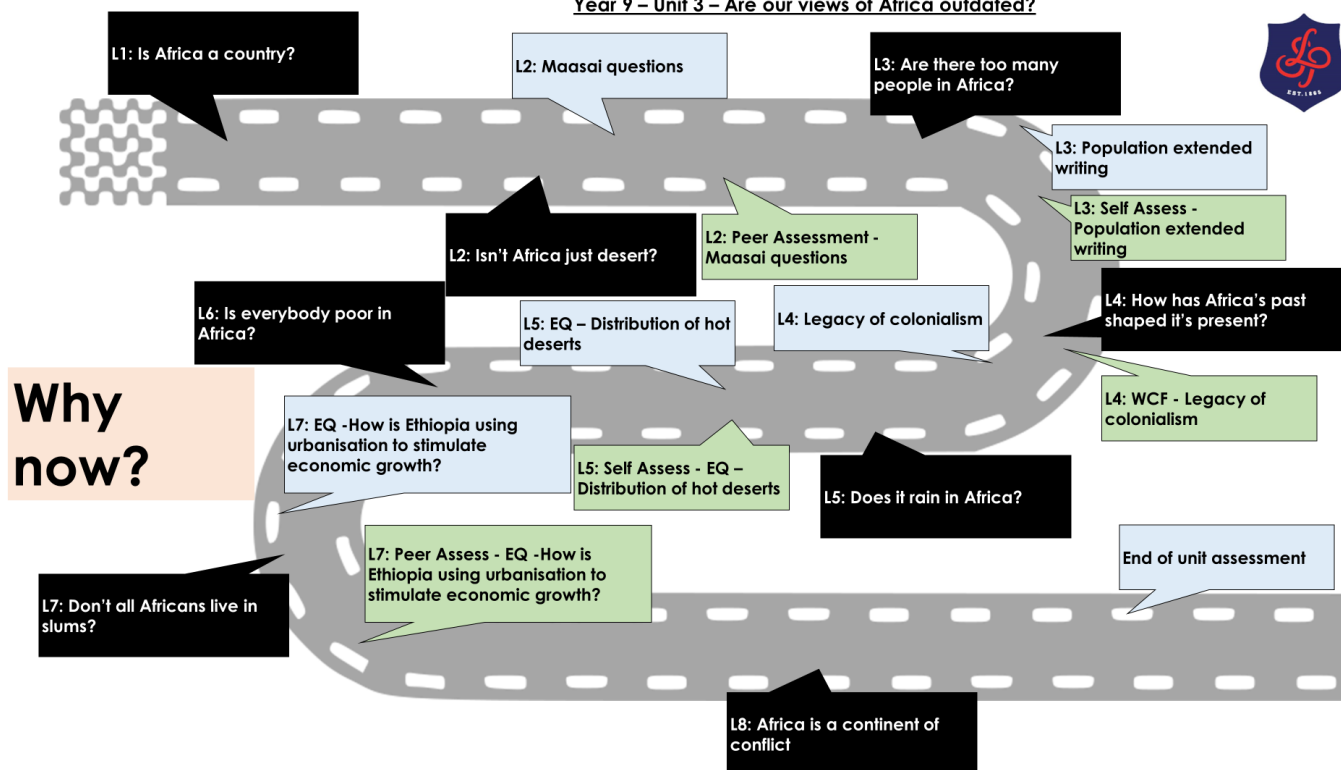 Year 9 – Unit 3 – Are our views of Africa outdated?
L1: Is Africa a country?
L2: Maasai questions
L3: Are there too many
people in Africa?
EST. 1865
L3: Population extended
writing
L3: Self Assess -
Population extended
writing
L2: Isn't Africa just desert?
L2: Peer Assessment -
Maasai questions
L6: Is everybody poor in
Africa?
L5: EQ – Distribution of hot
deserts
L4: Legacy of colonialism
L4: How has Africa's past
shaped it's present?
L4: WCF - Legacy of
colonialism
Why
now?
L7: EQ -How is Ethiopia using
urbanisation to stimulate
economic growth?
L5: Self Assess - EQ –
Distribution of hot deserts
L5: Does it rain in Africa?
L7: Don't all Africans live in
slums?
L7: Peer Assess - EQ -How is
Ethiopia using urbanisation to
stimulate economic growth?
End of unit assessment
L8: Africa is a continent of
conflict